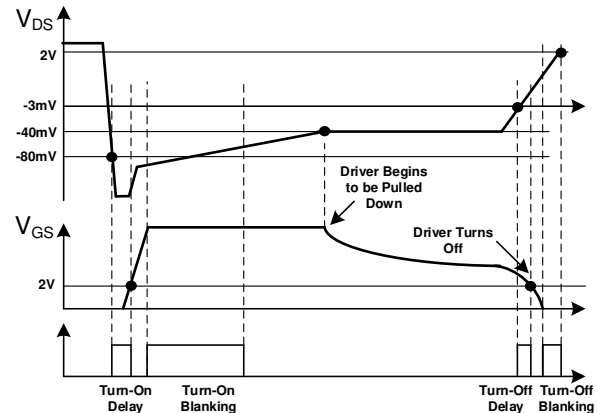 VDS
2V
-3mV
-40mV
-80mV
Driver Begins
to be Pulled
Down
VGS
Driver Turns
Off
2V
Turn-On
Delay
Turn-On
Blanking
Turn-Off
Delay
Turn-Off
Blanking